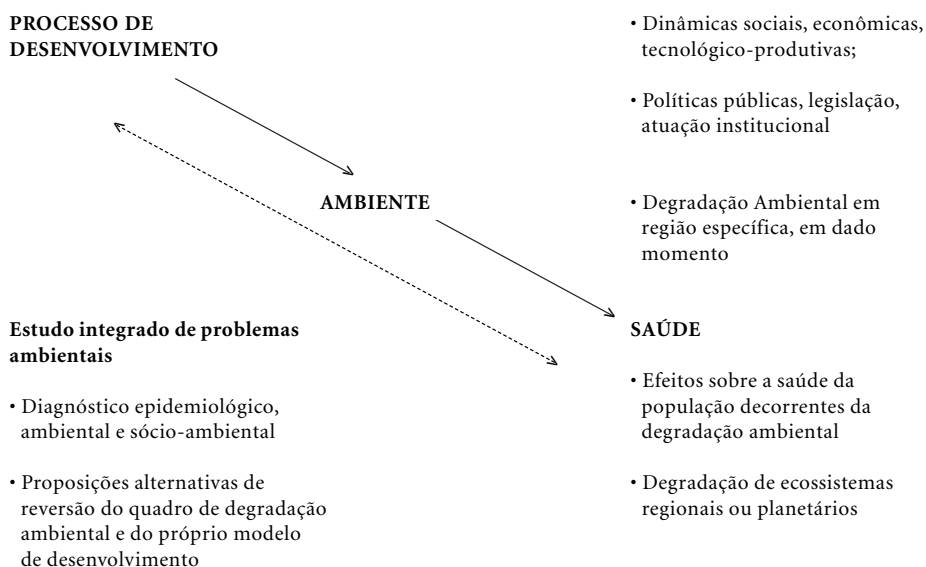 PROCESSO DE
DESENVOLVIMENTO
• Dinâmicas sociais, econômicas,
tecnológico-produtivas;
• Políticas públicas, legislação,
atuação institucional
AMBIENTE
• Degradação Ambiental em
região específica, em dado
momento
Estudo integrado de problemas
ambientais
• Diagnóstico epidemiológico,
ambiental e sócio-ambiental
• Proposições alternativas de
reversão do quadro de degradação
ambiental e do próprio modelo
de desenvolvimento
SAÚDE
• Efeitos sobre a saúde da
população decorrentes da
degradação ambiental
• Degradação de ecossistemas
regionais ou planetários